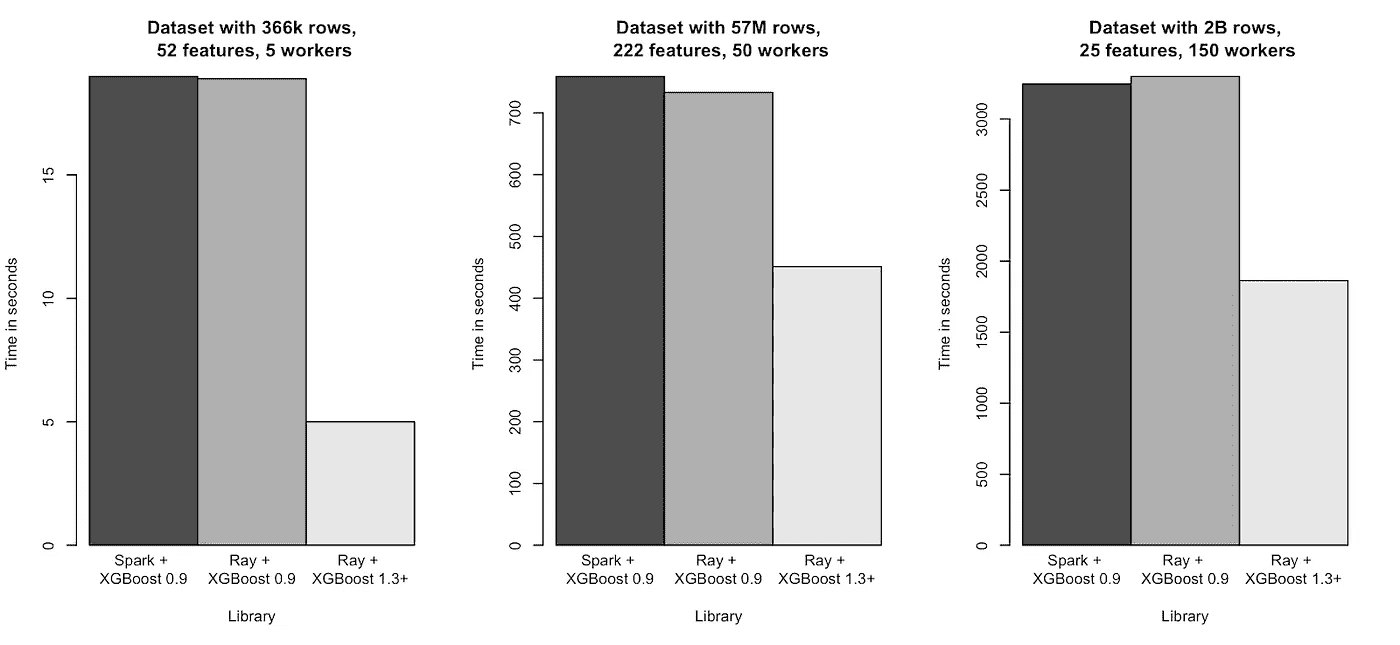 Dataset with 366k rows,
52 features, 5 workers
Time in seconds
15
10
5
0
Spark +
XGBoost 0.9
Ray +
XGBoost 0.9
Ray +
XGBoost 1.3+
Library
Dataset with 57M rows,
222 features, 50 workers
Time in seconds
700
600
500
400
300
200
100
0
Spark +
XGBoost 0.9
Ray +
XGBoost 0.9
Ray +
XGBoost 1.3+
Library
Dataset with 2B rows,
25 features, 150 workers
Time in seconds
3000
2500
2000
1500
1000
500
0
Spark +
XGBoost 0.9
Ray +
XGBoost 0.9
Ray +
XGBoost 1.3+
Library